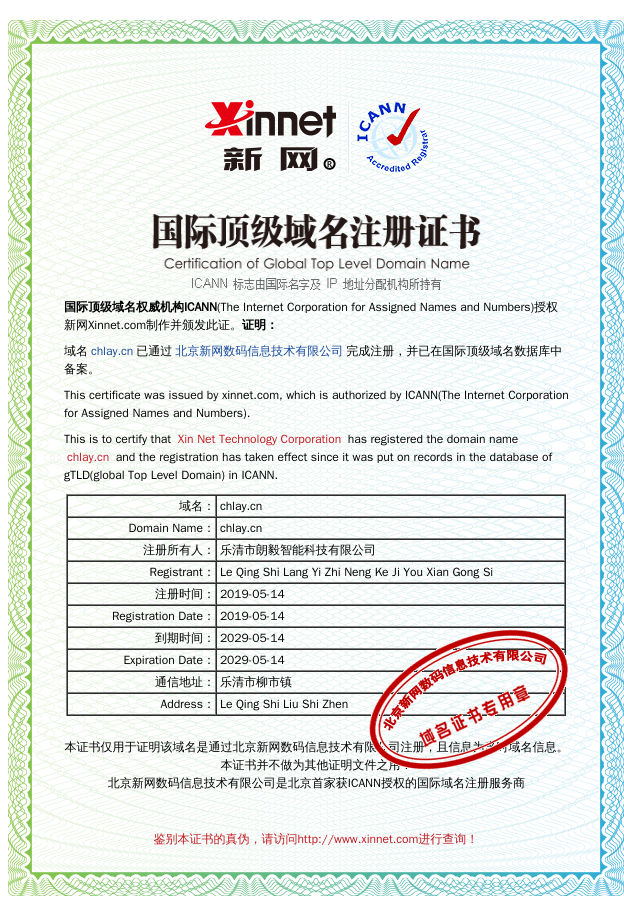 Xinnet
新 网®
ICANN
Accredited Registrar
国际顶级域名注册证书
Certification of Global Top Level Domain Name
ICANN 标志由国际名字及 IP 地址分配机构所持有
国际顶级域名权威机构ICANN(The Internet Corporation for Assigned Names and Numbers)授权
新网Xinnet.com制作并颁发此证。证明：
域名 chlay.cn 已通过 北京新网数码信息技术有限公司 完成注册，并已在国际顶级域名数据库中
备案。
This certificate was issued by xinnet.com, which is authorized by ICANN(The Internet Corporation
for Assigned Names and Numbers).
This is to certify that Xin Net Technology Corporation has registered the domain name
chlay.cn and the registration has taken effect since it was put on records in the database of
gTLD(global Top Level Domain) in ICANN.
域名： chlay.cn
Domain Name： chlay.cn
注册所有人： 乐清市朗毅智能科技有限公司
Registrant： Le Qing Shi Lang Yi Zhi Neng Ke Ji You Xian Gong Si
注册时间： 2019-05-14
Registration Date： 2019-05-14
到期时间： 2029-05-14
Expiration Date： 2029-05-14
通信地址： 乐清市柳市镇
Address： Le Qing Shi Liu Shi Zhen
北京新网数码信息技术有限公司
域名证书专用章
本证书仅用于证明该域名是通过北京新网数码信息技术有限公司注册，且信息为 域名信息。
本证书并不做为其他证明文件之用！
北京新网数码信息技术有限公司是北京首家获ICANN授权的国际域名注册服务商
鉴别本证书的真伪，请访问http://www.xinnet.com进行查询！